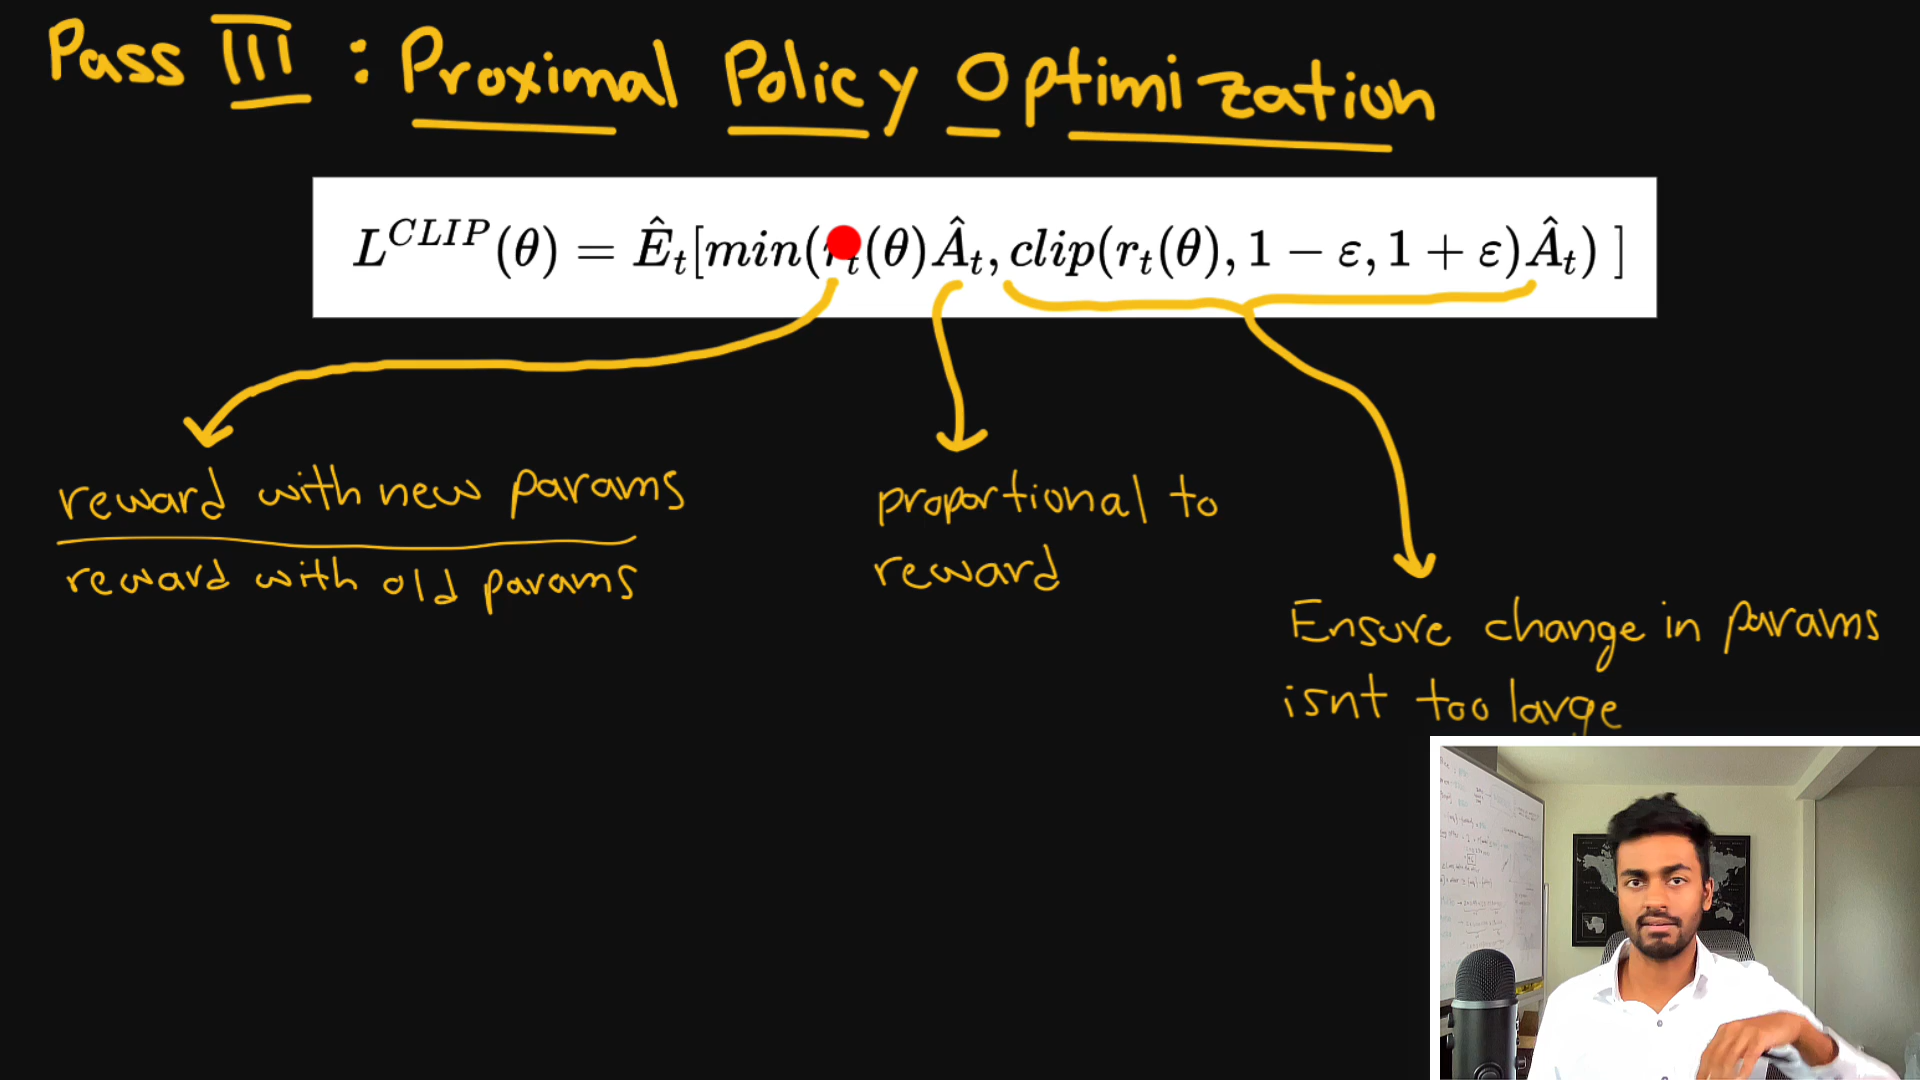 Pass III : Proximal Policy Optimization
L^{CLIP}(θ) = Ê_t[min(r_t(θ)Â_t, clip(r_t(θ), 1 − ε, 1 + ε)Â_t) ]
reward with new params
reward with old params
proportional to
reward
Ensure change in params
isnt too large